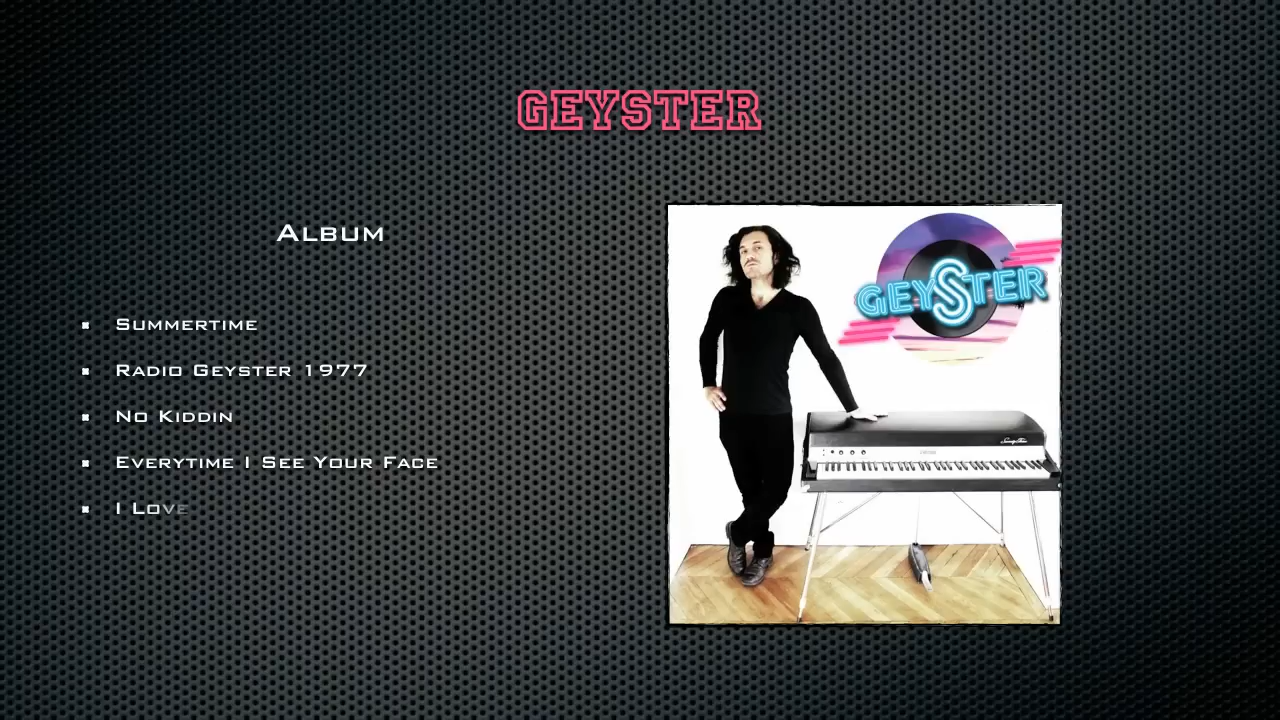 GEYSTER
ALBUM
SUMMERTIME
RADIO GEYSTER 1977
NO KIDDIN
EVERYTIME I SEE YOUR FACE
I LOVE
GEYSTER